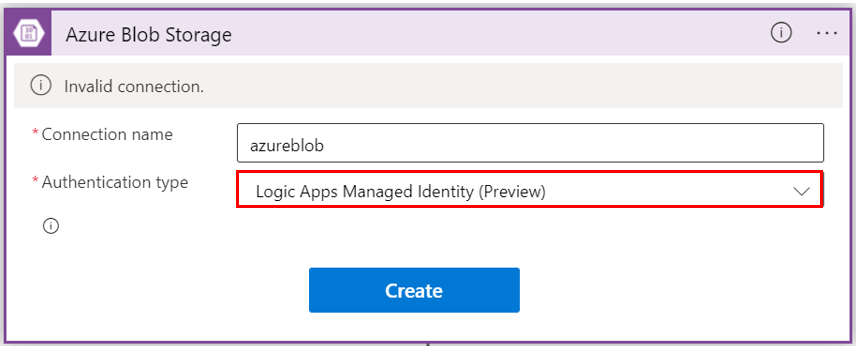 Azure Blob Storage
Invalid connection.
* Connection name
azureblob
* Authentication type
Logic Apps Managed Identity (Preview)
Create